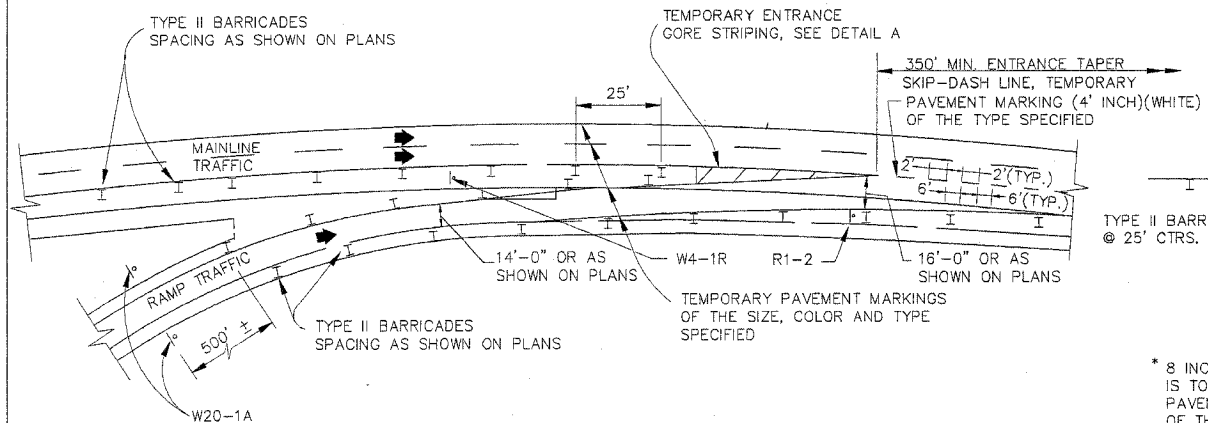 TYPE II BARRICADES
SPACING AS SHOWN ON PLANS
TEMPORARY ENTRANCE
GORE STRIPING, SEE DETAIL A
350' MIN. ENTRANCE TAPER
SKIP-DASH LINE, TEMPORARY
PAVEMENT MARKING (4' INCH)(WHITE)
OF THE TYPE SPECIFIED
25'
MAINLINE
TRAFFIC
2'
2'(TYP.)
6'
6'(TYP.)
TYPE II BARR
@ 25' CTRS.
14'-0" OR AS
SHOWN ON PLANS
W4-1R
R1-2
16'-0" OR AS
SHOWN ON PLANS
RAMP TRAFFIC
TEMPORARY PAVEMENT MARKINGS
OF THE SIZE, COLOR AND TYPE
SPECIFIED
TYPE II BARRICADES
SPACING AS SHOWN ON PLANS
500' ±
W20-1A
* 8 INC
IS TO
PAVEM
OF TH